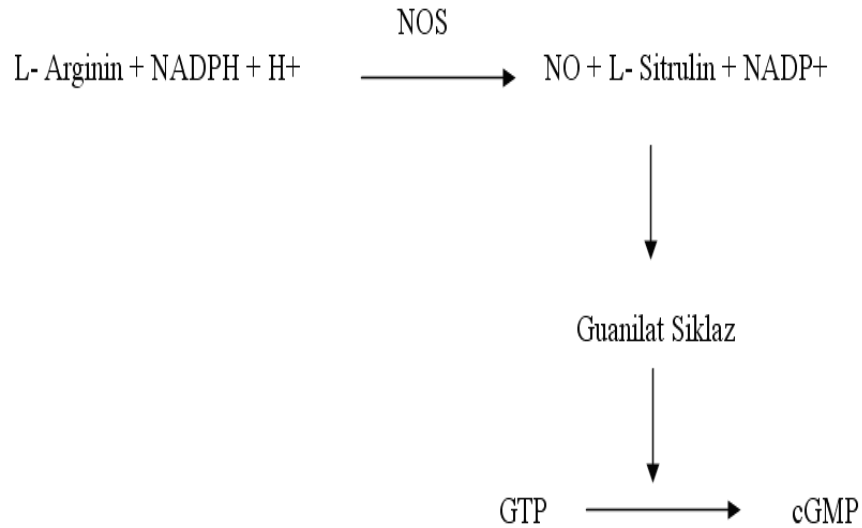 NOS
L- Arginin + NADPH + H+ NO + L- Sitrulin + NADP+
Guanilat Siklaz
GTP cGMP